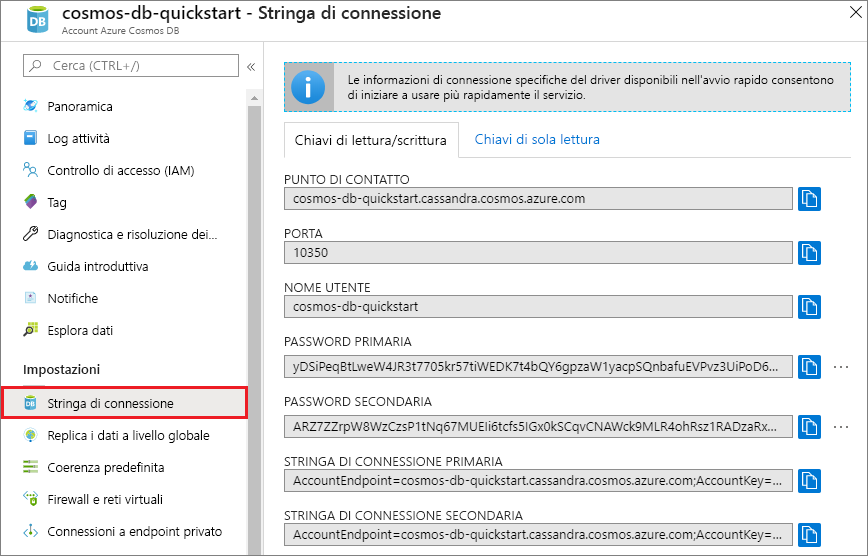 cosmos-db-quickstart - Stringa di connessione
Account Azure Cosmos DB
Cerca (CTRL+/)
Panoramica
Log attività
Controllo di accesso (IAM)
Tag
Diagnostica e risoluzione dei...
Guida introduttiva
Notifiche
Esplora dati
Impostazioni
Stringa di connessione
Replica i dati a livello globale
Coerenza predefinita
Firewall e reti virtuali
Connessioni a endpoint privato
Le informazioni di connessione specifiche del driver disponibili nell'avvio rapido consentono
di iniziare a usare più rapidamente il servizio.
Chiavi di lettura/scrittura
Chiavi di sola lettura
PUNTO DI CONTATTO
cosmos-db-quickstart.cassandra.cosmos.azure.com
PORTA
10350
NOME UTENTE
cosmos-db-quickstart
PASSWORD PRIMARIA
yDSiPeqBtLweW4JR3t7705kr57tiWEDK7t4bQY6gpzaW1yacpSQnbafuEVPvz3UiPoD6...
PASSWORD SECONDARIA
ARZ7ZZrpW8WzCzsP1tNq67MUEIi6tcfs5IGx0kSCqvCNAWck9MLR4ohRsz1RADzaRx...
STRINGA DI CONNESSIONE PRIMARIA
AccountEndpoint=cosmos-db-quickstart.cassandra.cosmos.azure.com;AccountKey=...
STRINGA DI CONNESSIONE SECONDARIA
AccountEndpoint=cosmos-db-quickstart.cassandra.cosmos.azure.com;AccountKey=...